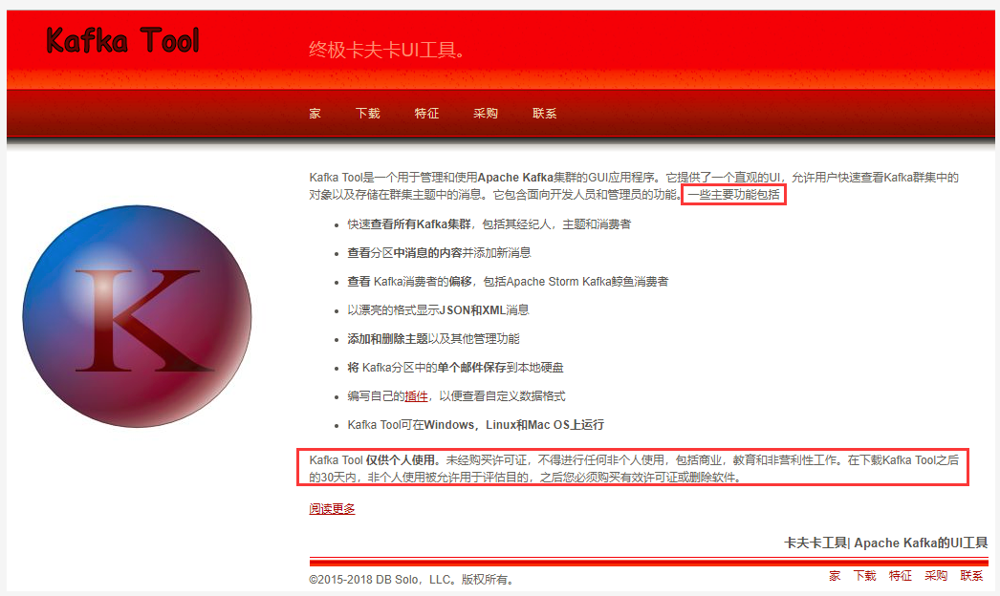 Kafka Tool
终极卡夫卡UI工具。
家 下载 特征 采购 联系
Kafka Tool是一个用于管理和使用Apache Kafka集群的GUI应用程序。它提供了一个直观的UI，允许用户快速查看Kafka群集中的
对象以及存储在群集主题中的消息。它包含面向开发人员和管理员的功能。一些主要功能包括
快速查看所有Kafka集群，包括其经纪人，主题和消费者
查看分区中消息的内容并添加新消息
查看 Kafka消费者的偏移，包括Apache Storm Kafka鲸鱼消费者
以漂亮的格式显示JSON和XML消息
添加和删除主题以及其他管理功能
将 Kafka分区中的单个邮件保存到本地硬盘
编写自己的插件，以便查看自定义数据格式
Kafka Tool可在Windows，Linux和Mac OS上运行
Kafka Tool 仅供个人使用。未经购买许可证，不得进行任何非个人使用，包括商业，教育和非营利性工作。在下载Kafka Tool之后
的30天内，非个人使用被允许用于评估目的，之后您必须购买有效许可证或删除软件。
阅读更多
卡夫卡工具| Apache Kafka的UI工具
©2015-2018 DB Solo，LLC。版权所有。 家 下载 特征 采购 联系
K